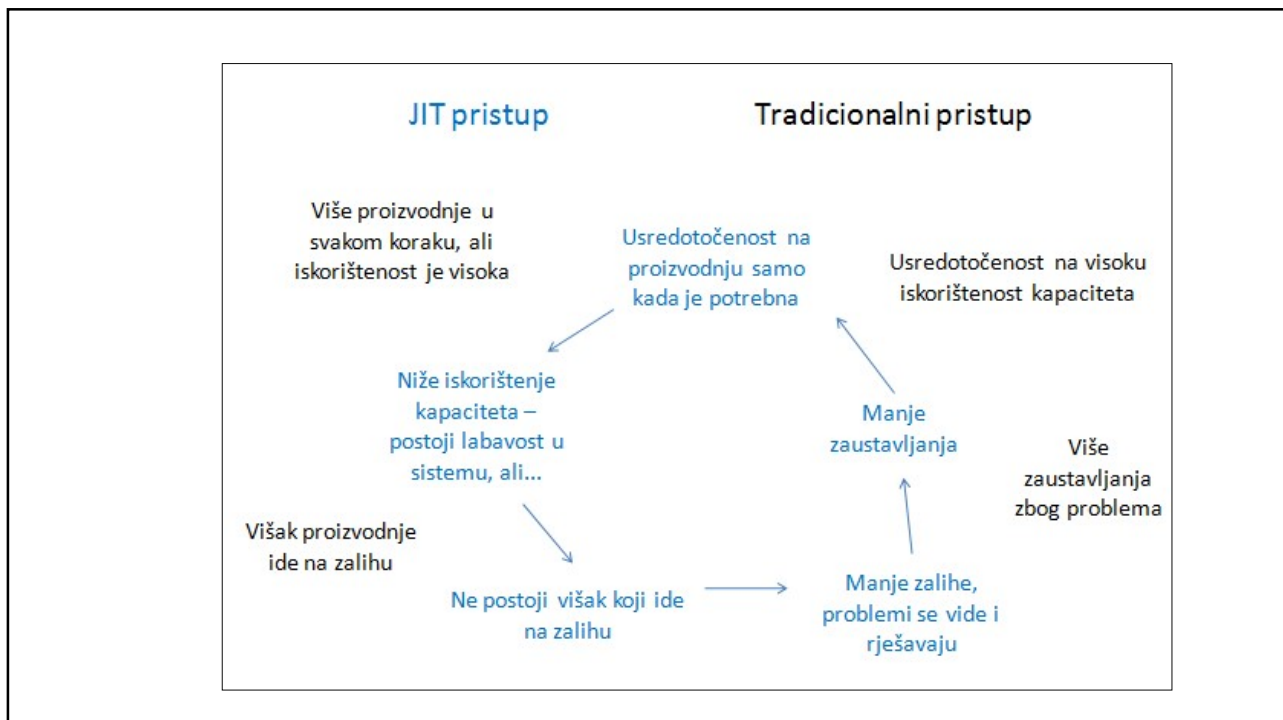 JIT pristup
Tradicionalni pristup
Više proizvodnje u
svakom koraku, ali
iskorištenost je visoka
Usredotočenost na
proizvodnju samo
kada je potrebna
Usredotočenost na visoku
iskorištenost kapaciteta
Niže iskorištenje
kapaciteta –
postoji labavost u
sistemu, ali...
Manje
zaustavljanja
Više
zaustavljanja
zbog problema
Višak proizvodnje
ide na zalihu
Ne postoji višak koji ide
na zalihu
Manje zalihe,
problemi se vide i
rješavaju